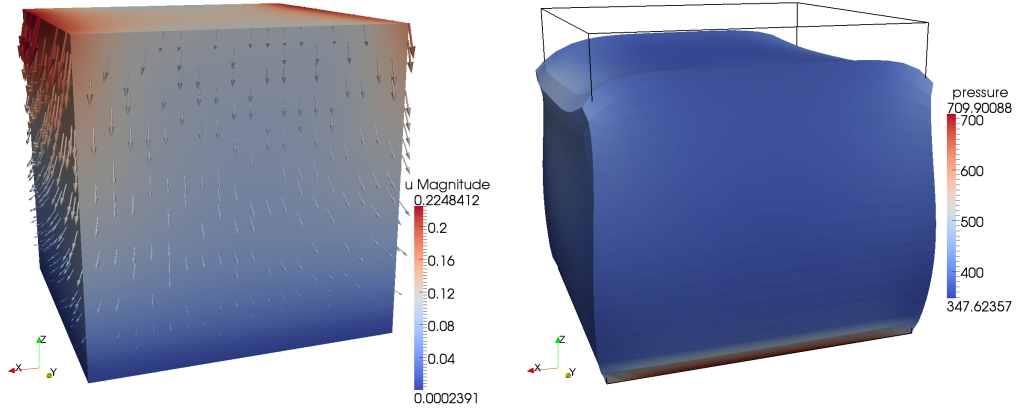 u Magnitude
0.2248412
0.2
0.16
0.12
0.08
0.04
0.0002391
Z
X
Y
pressure
709.90088
700
600
500
400
347.62357
Z
X
Y